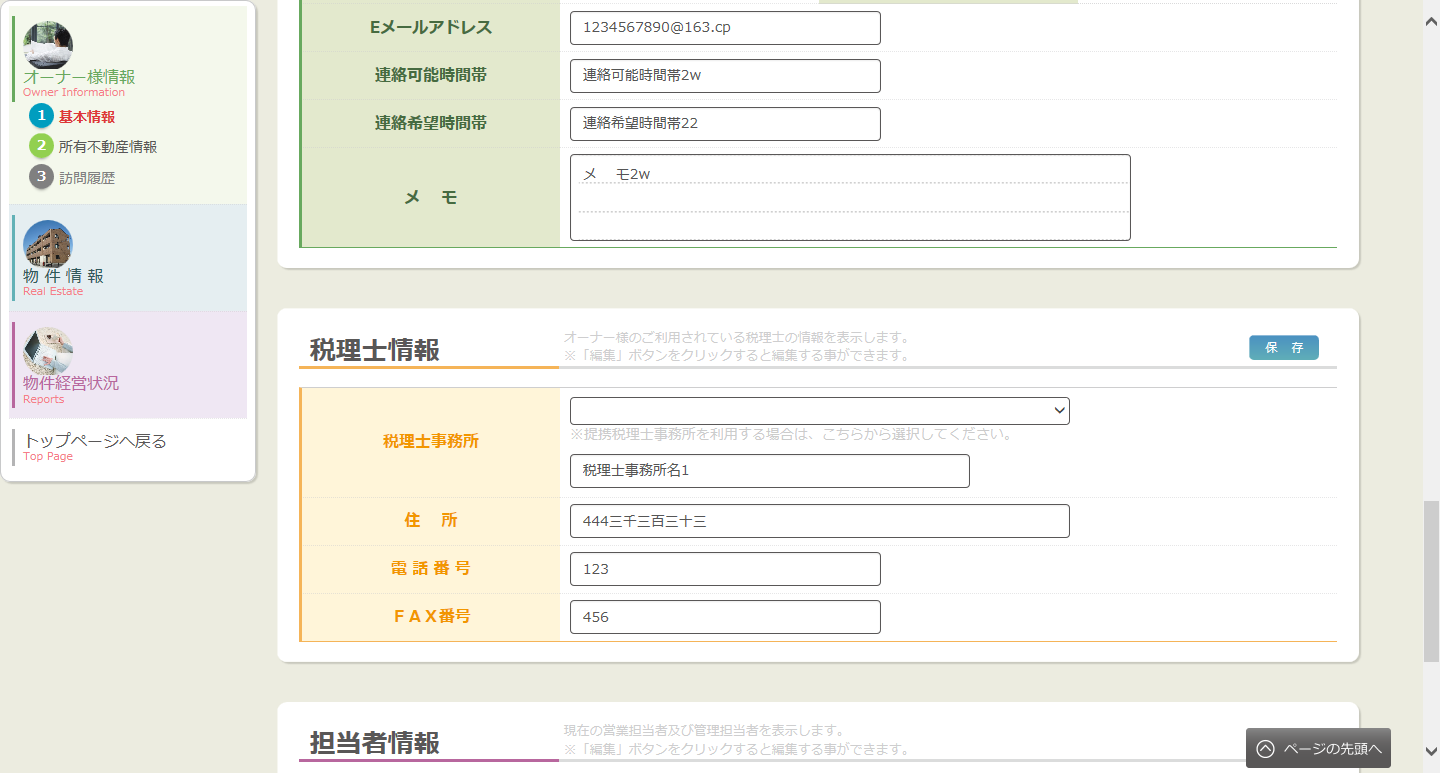 オーナー様情報
Owner Information
1 基本情報
2 所有不動産情報
3 訪問履歴
物 件 情 報
Real Estate
物件経営状況
Reports
トップページへ戻る
Top Page
Eメールアドレス 1234567890@163.cp
連絡可能時間帯 連絡可能時間帯2w
連絡希望時間帯 連絡希望時間帯22
メ モ メ モ2w
税理士情報
オーナー様のご利用されている税理士の情報を表示します。
※「編集」ボタンをクリックすると編集する事ができます。
保 存
税理士事務所
※提携税理士事務所を利用する場合は、こちらから選択してください。
税理士事務所名1
住 所 444三千三百三十三
電 話 番 号 123
ＦＡＸ番号 456
担当者情報
現在の営業担当者及び管理担当者を表示します。
※「編集」ボタンをクリックすると編集する事ができます。
ページの先頭へ